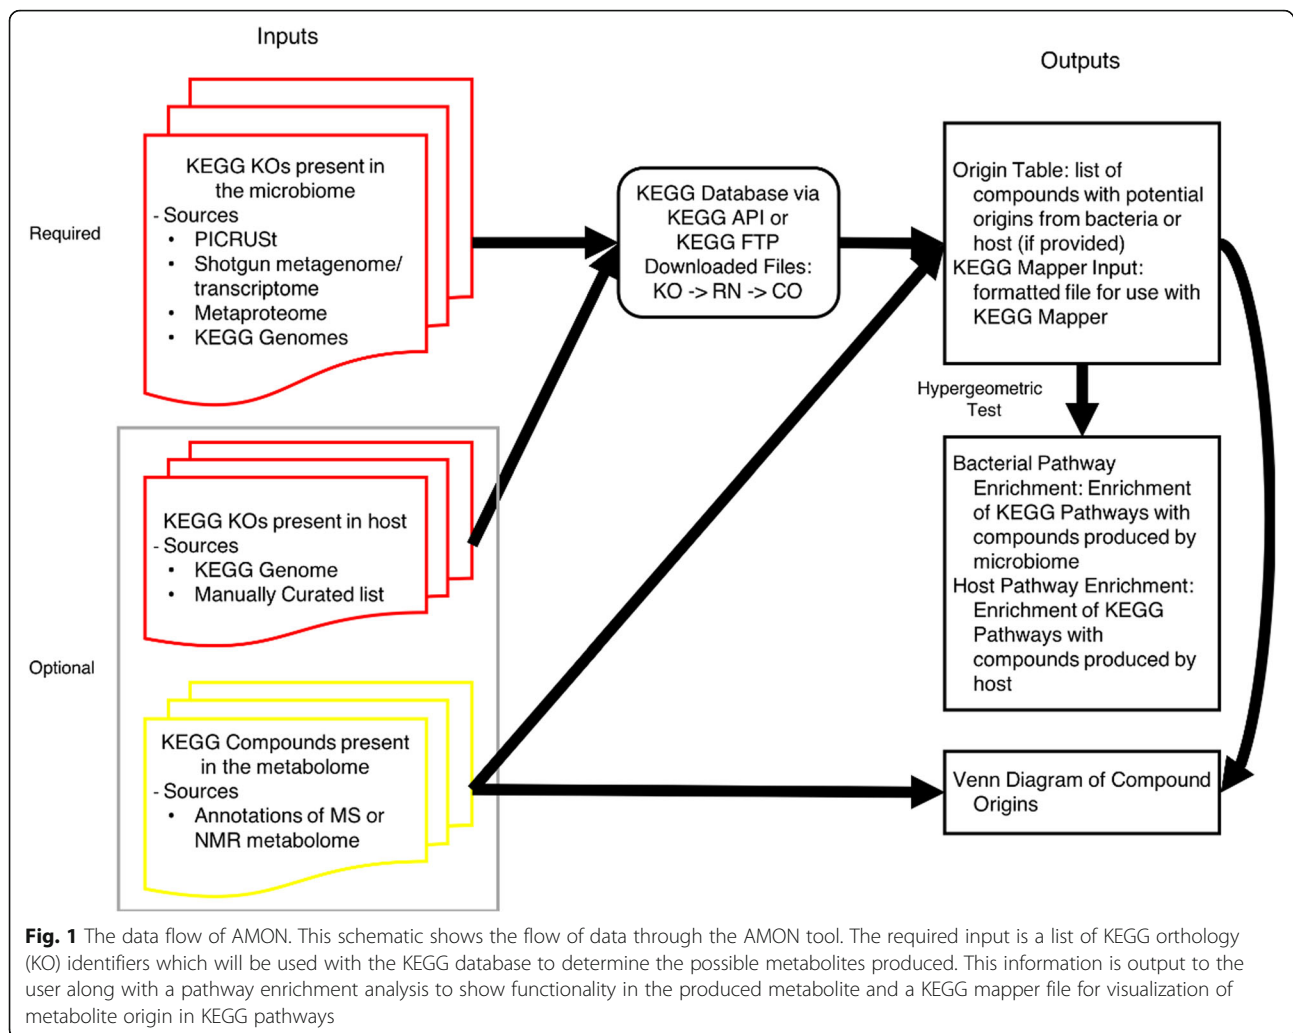 Inputs
Outputs
Required
KEGG KOs present in
the microbiome
- Sources
• PICRUSt
• Shotgun metagenome/
transcriptome
• Metaproteome
• KEGG Genomes
KEGG Database via
KEGG API or
KEGG FTP
Downloaded Files:
KO -> RN -> CO
Origin Table: list of
compounds with potential
origins from bacteria or
host (if provided)
KEGG Mapper Input:
formatted file for use with
KEGG Mapper
Hypergeometric
Test
Optional
KEGG KOs present in host
- Sources
• KEGG Genome
• Manually Curated list
Bacterial Pathway
Enrichment: Enrichment
of KEGG Pathways with
compounds produced by
microbiome
Host Pathway Enrichment:
Enrichment of KEGG
Pathways with
compounds produced by
host
KEGG Compounds present
in the metabolome
- Sources
• Annotations of MS or
NMR metabolome
Venn Diagram of Compound
Origins
Fig. 1 The data flow of AMON. This schematic shows the flow of data through the AMON tool. The required input is a list of KEGG orthology
(KO) identifiers which will be used with the KEGG database to determine the possible metabolites produced. This information is output to the
user along with a pathway enrichment analysis to show functionality in the produced metabolite and a KEGG mapper file for visualization of
metabolite origin in KEGG pathways